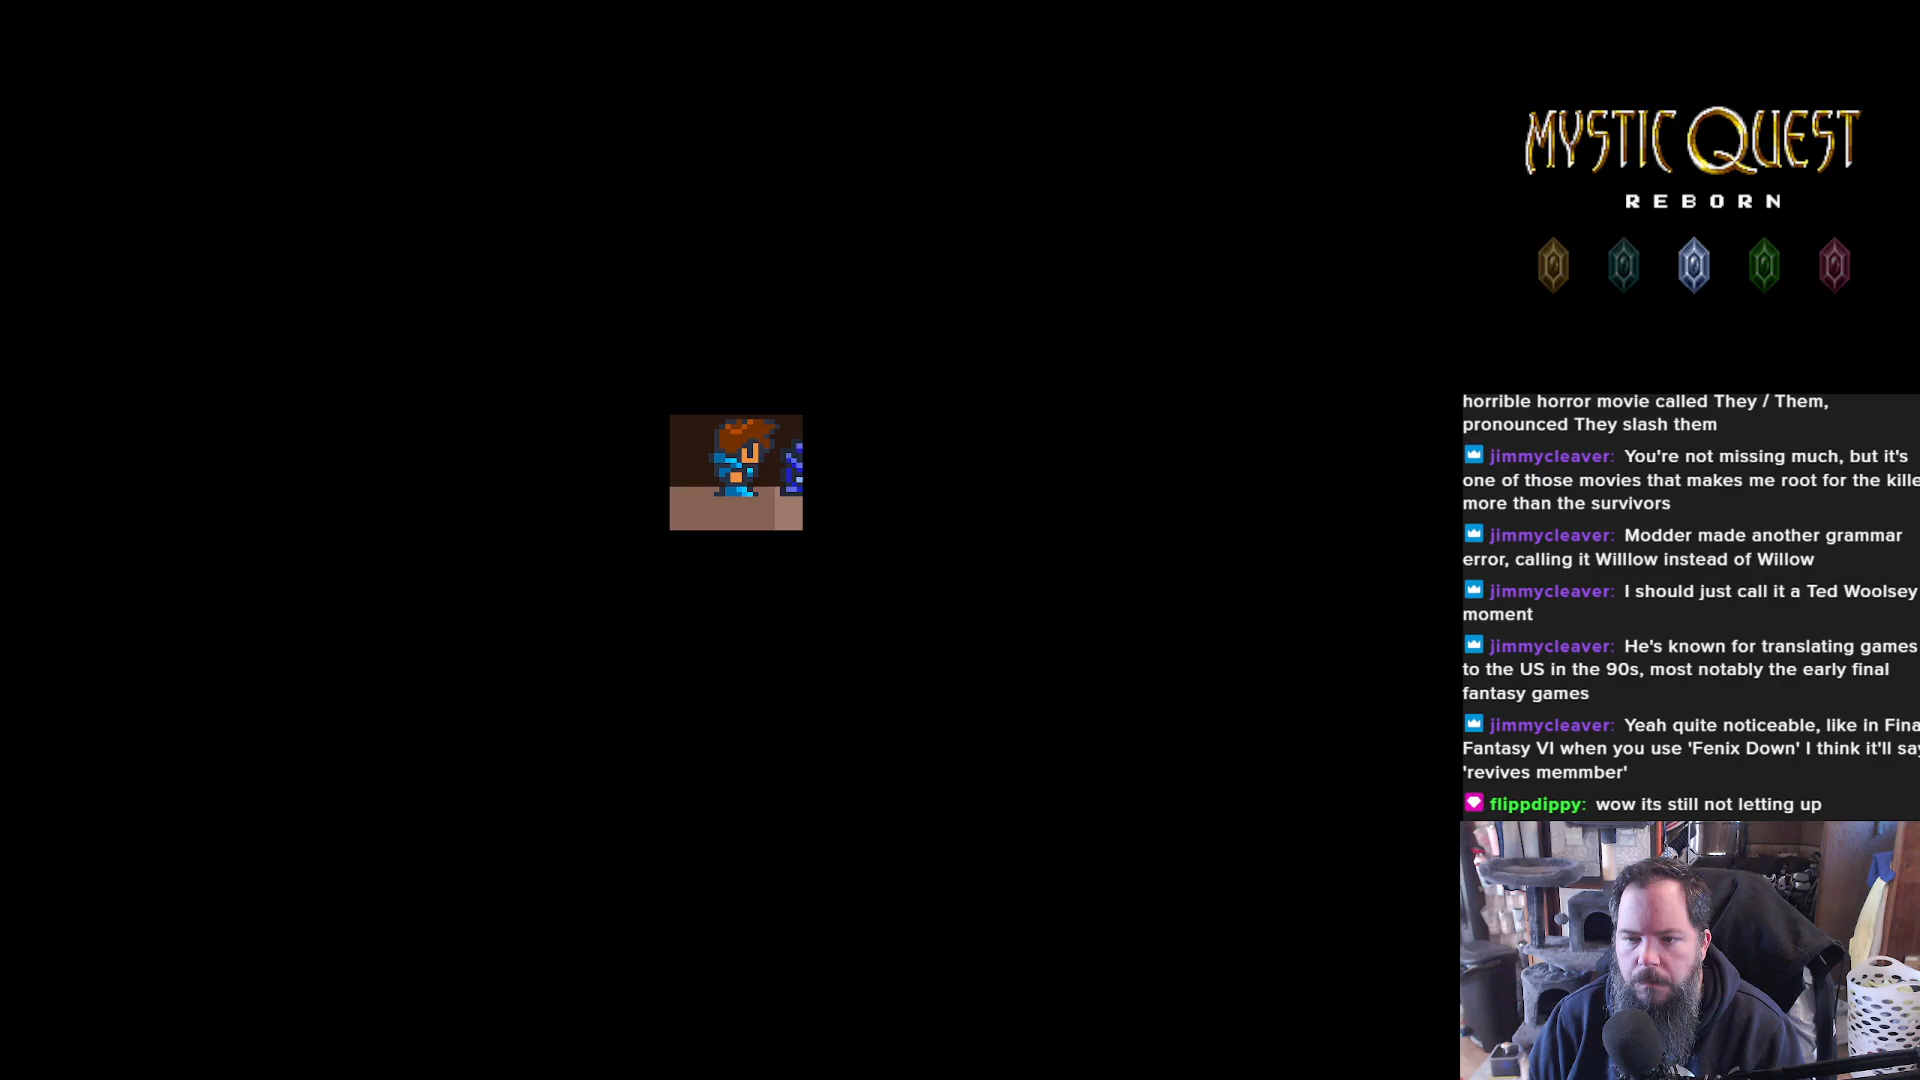 MYSTIC QUEST
REBORN
horrible horror movie called They / Them,
pronounced They slash them
jimmycleaver: You're not missing much, but it's
one of those movies that makes me root for the kille
more than the survivors
jimmycleaver: Modder made another grammar
error, calling it Willlow instead of Willow
jimmycleaver: I should just call it a Ted Woolsey
moment
jimmycleaver: He's known for translating games
to the US in the 90s, most notably the early final
fantasy games
jimmycleaver: Yeah quite noticeable, like in Fina
Fantasy VI when you use 'Fenix Down' I think it'll say
'revives memmber'
flippdippy: wow its still not letting up